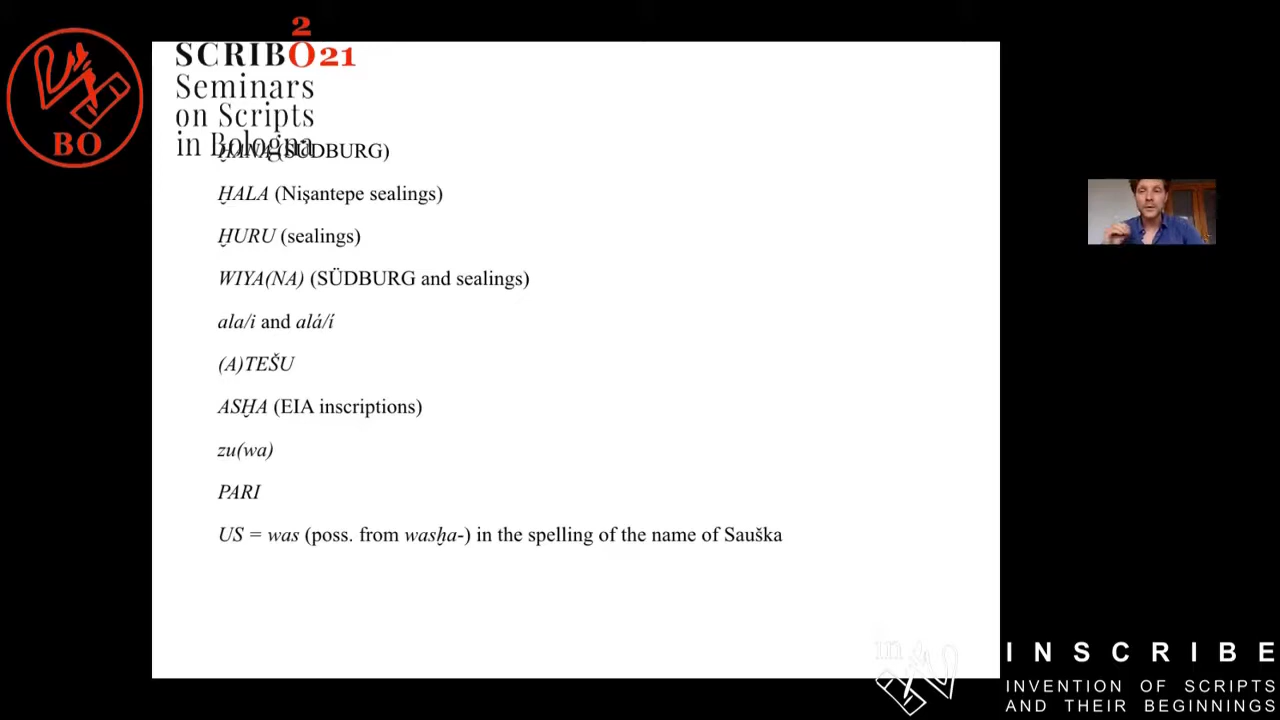 2
SCRIBO21
Seminars
on Scripts
in Bologna
BO
ḪANA (SÜDBURG)
ḪALA (Nişantepe sealings)
ḪURU (sealings)
WIYA(NA) (SÜDBURG and sealings)
ala/i and alá/í
(A)TEŠU
ASḪA (EIA inscriptions)
zu(wa)
PARI
US = was (poss. from wasḫa-) in the spelling of the name of Sauška
in
INSCRIBE
INVENTION OF SCRIPTS
AND THEIR BEGINNINGS